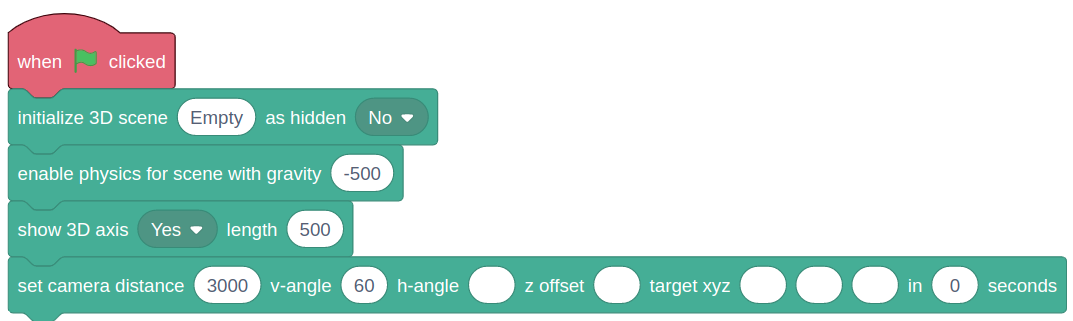 when clicked
initialize 3D scene Empty as hidden No
enable physics for scene with gravity -500
show 3D axis Yes length 500
set camera distance 3000 v-angle 60 h-angle z offset target xyz in 0 seconds